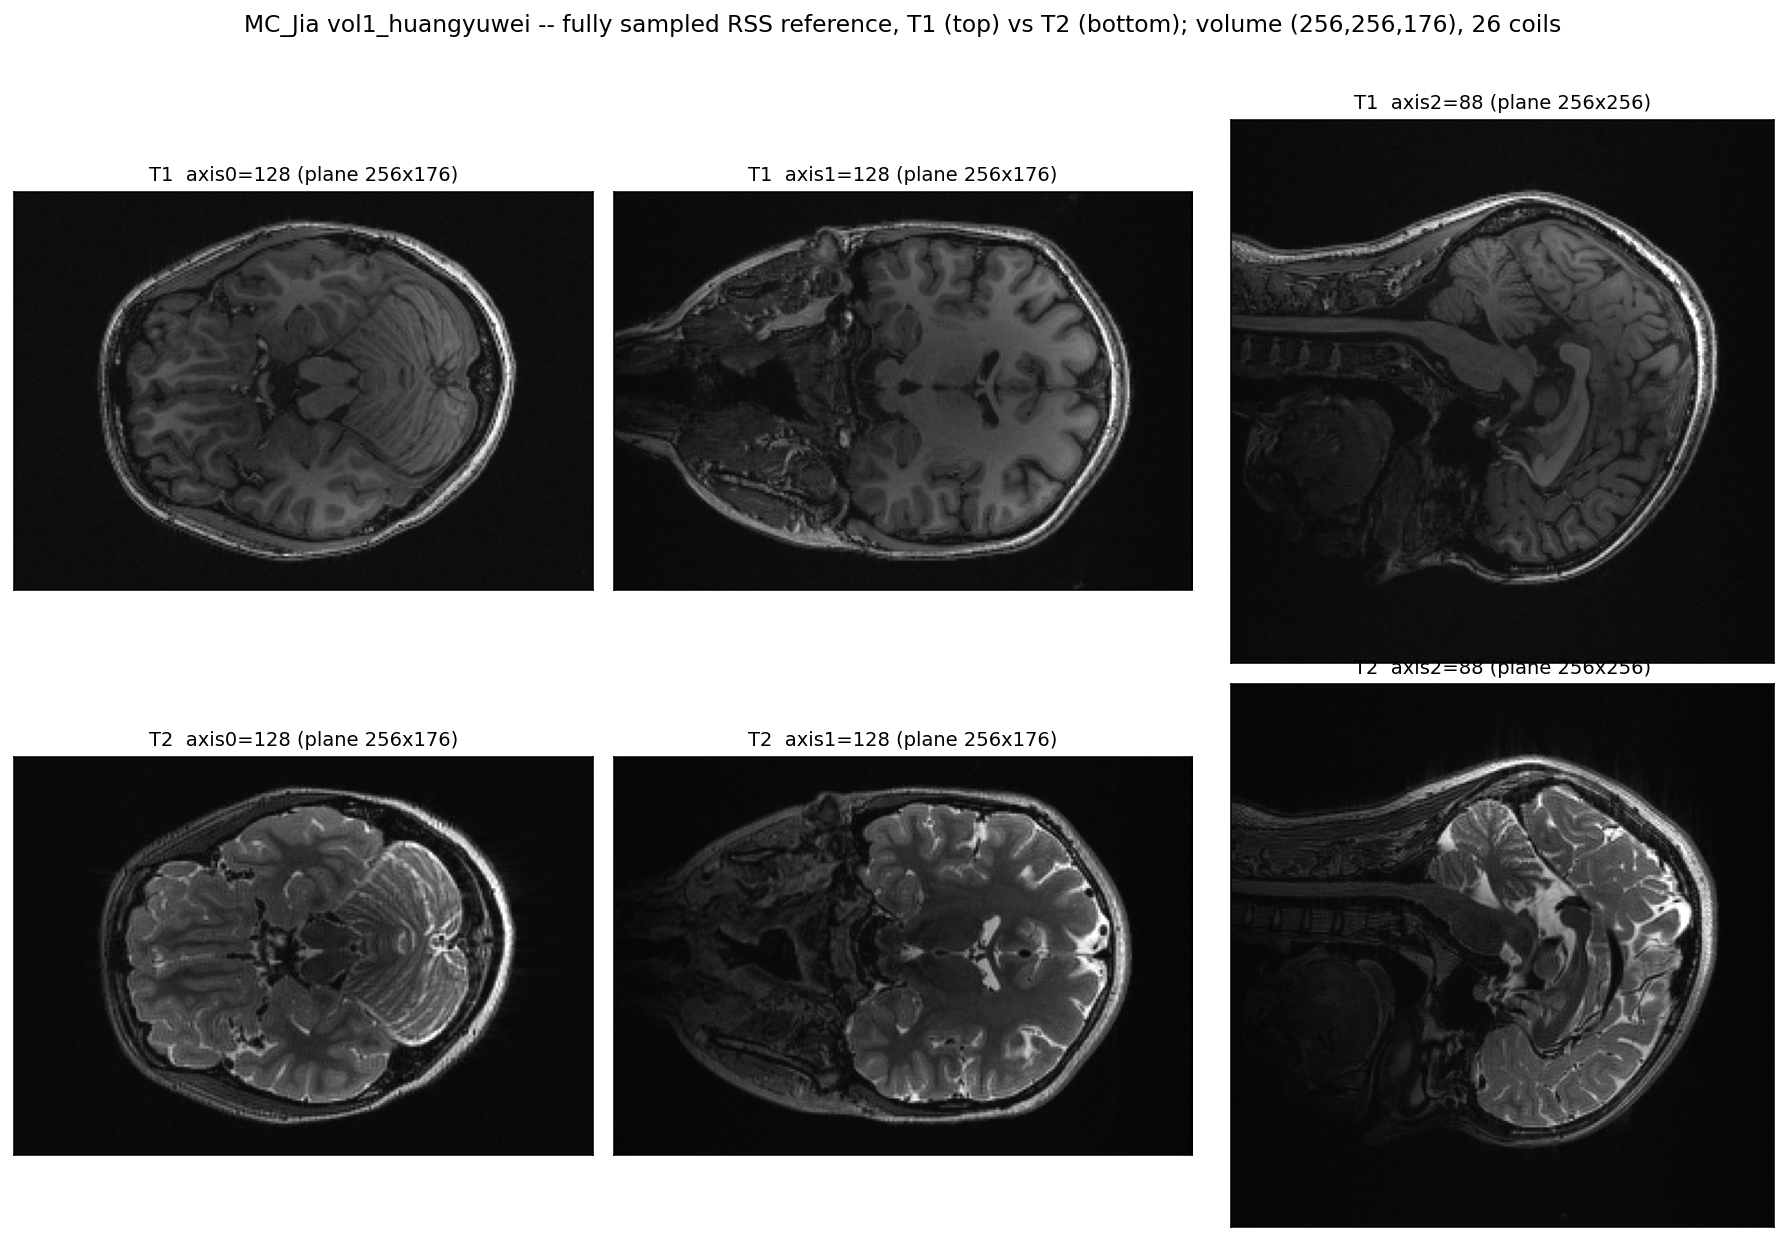 MC_Jia vol1_huangyuwei -- fully sampled RSS reference, T1 (top) vs T2 (bottom); volume (256,256,176), 26 coils
T1  axis0=128 (plane 256x176)
T1  axis1=128 (plane 256x176)
T1  axis2=88 (plane 256x256)
T2  axis0=128 (plane 256x176)
T2  axis1=128 (plane 256x176)
T2  axis2=88 (plane 256x256)